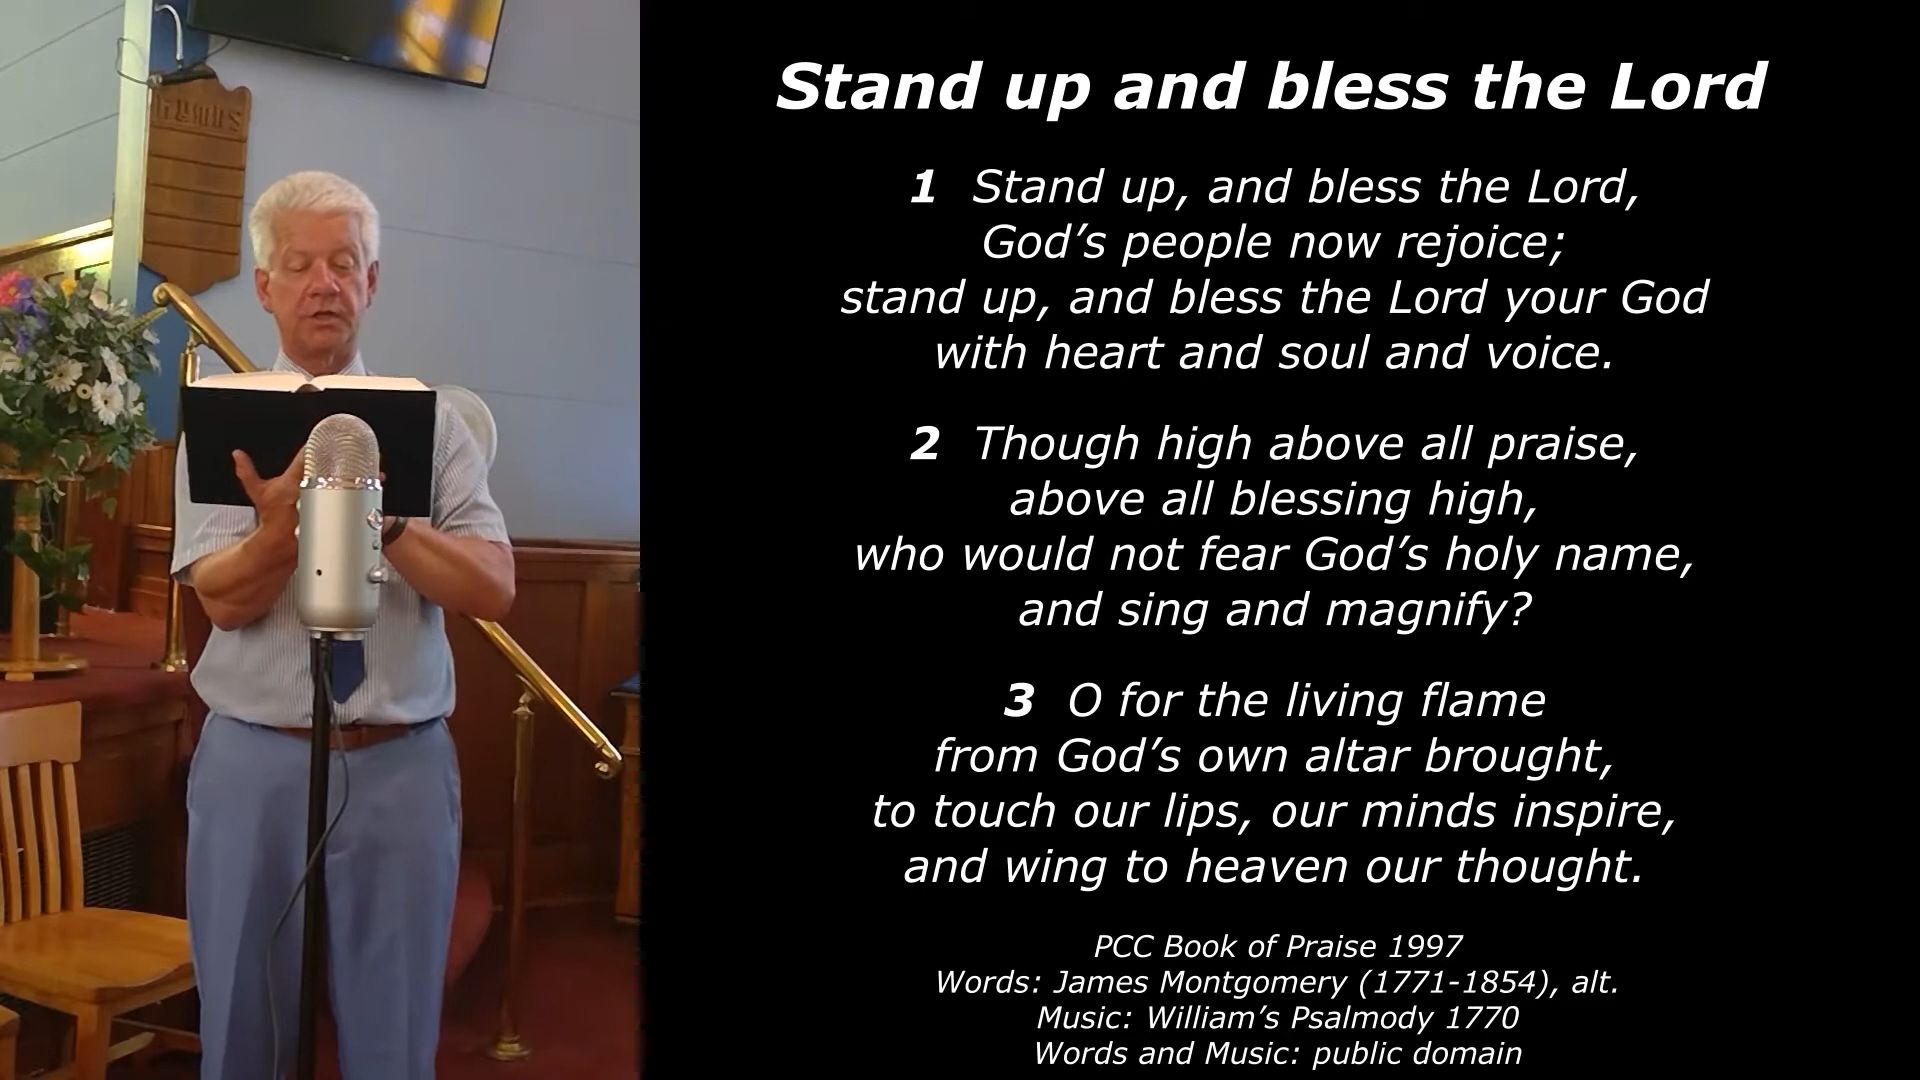 HYMNS
Stand up and bless the Lord
1 Stand up, and bless the Lord,
God’s people now rejoice;
stand up, and bless the Lord your God
with heart and soul and voice.
2 Though high above all praise,
above all blessing high,
who would not fear God’s holy name,
and sing and magnify?
3 O for the living flame
from God’s own altar brought,
to touch our lips, our minds inspire,
and wing to heaven our thought.
PCC Book of Praise 1997
Words: James Montgomery (1771-1854), alt.
Music: William’s Psalmody 1770
Words and Music: public domain